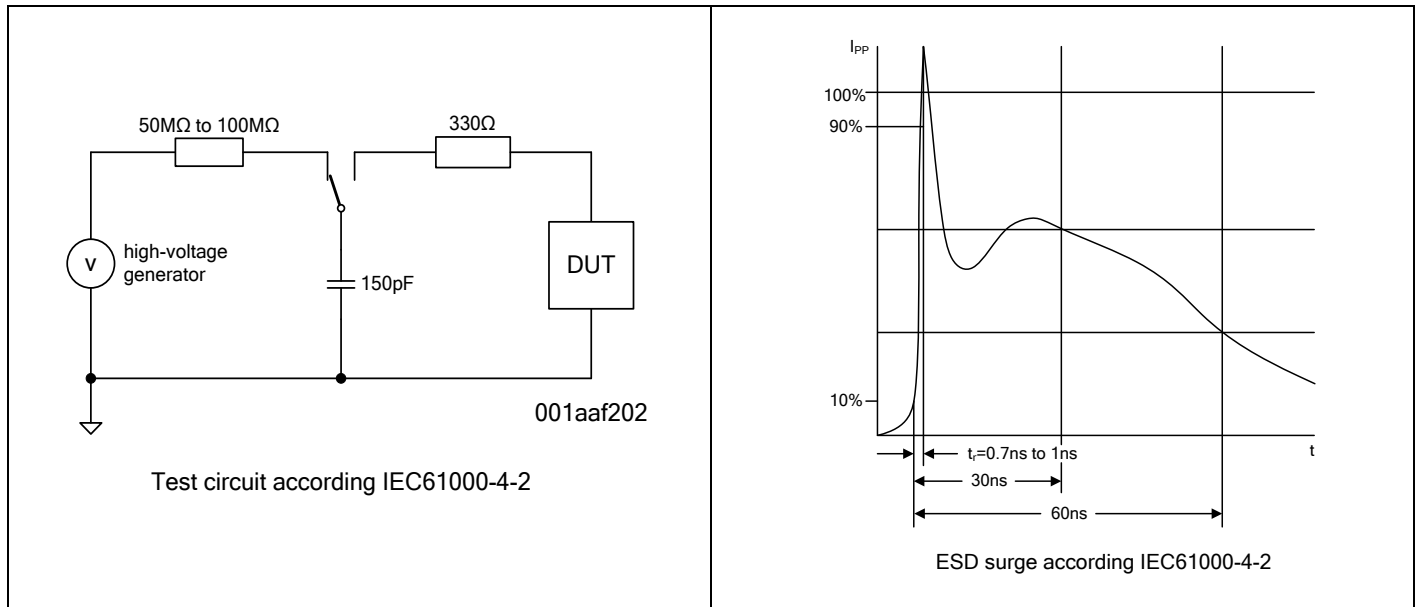 50MΩ to 100MΩ
330Ω
V
high-voltage
generator
150pF
DUT
001aaf202
Test circuit according IEC61000-4-2
IPP
100%
90%
10%
t
tr=0.7ns to 1ns
30ns
60ns
ESD surge according IEC61000-4-2